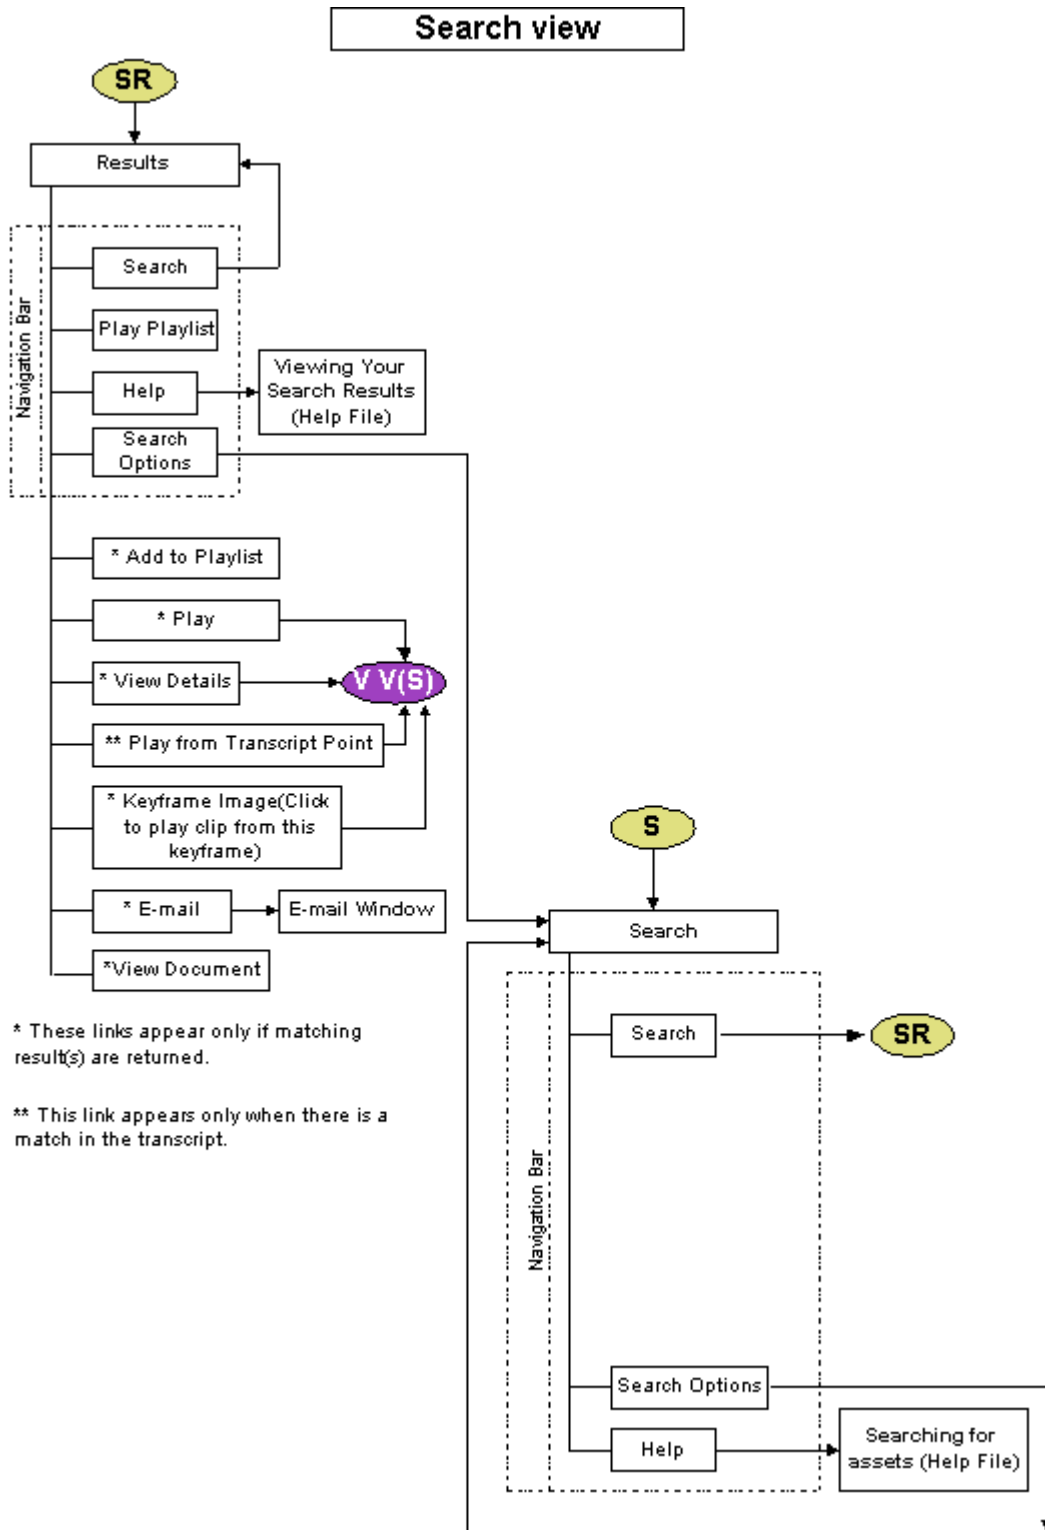 Search view
SR
Results
Navigation Bar
Search
Play Playlist
Help
Viewing Your
Search Results
(Help File)
Search
Options
* Add to Playlist
* Play
* View Details
V V(S)
** Play from Transcript Point
* Keyframe Image(Click
to play clip from this
keyframe)
* E-mail
E-mail Window
*View Document
* These links appear only if matching
result(s) are returned.
** This link appears only when there is a
match in the transcript.
S
Search
Navigation Bar
Search
SR
Search Options
Help
Searching for
assets (Help File)